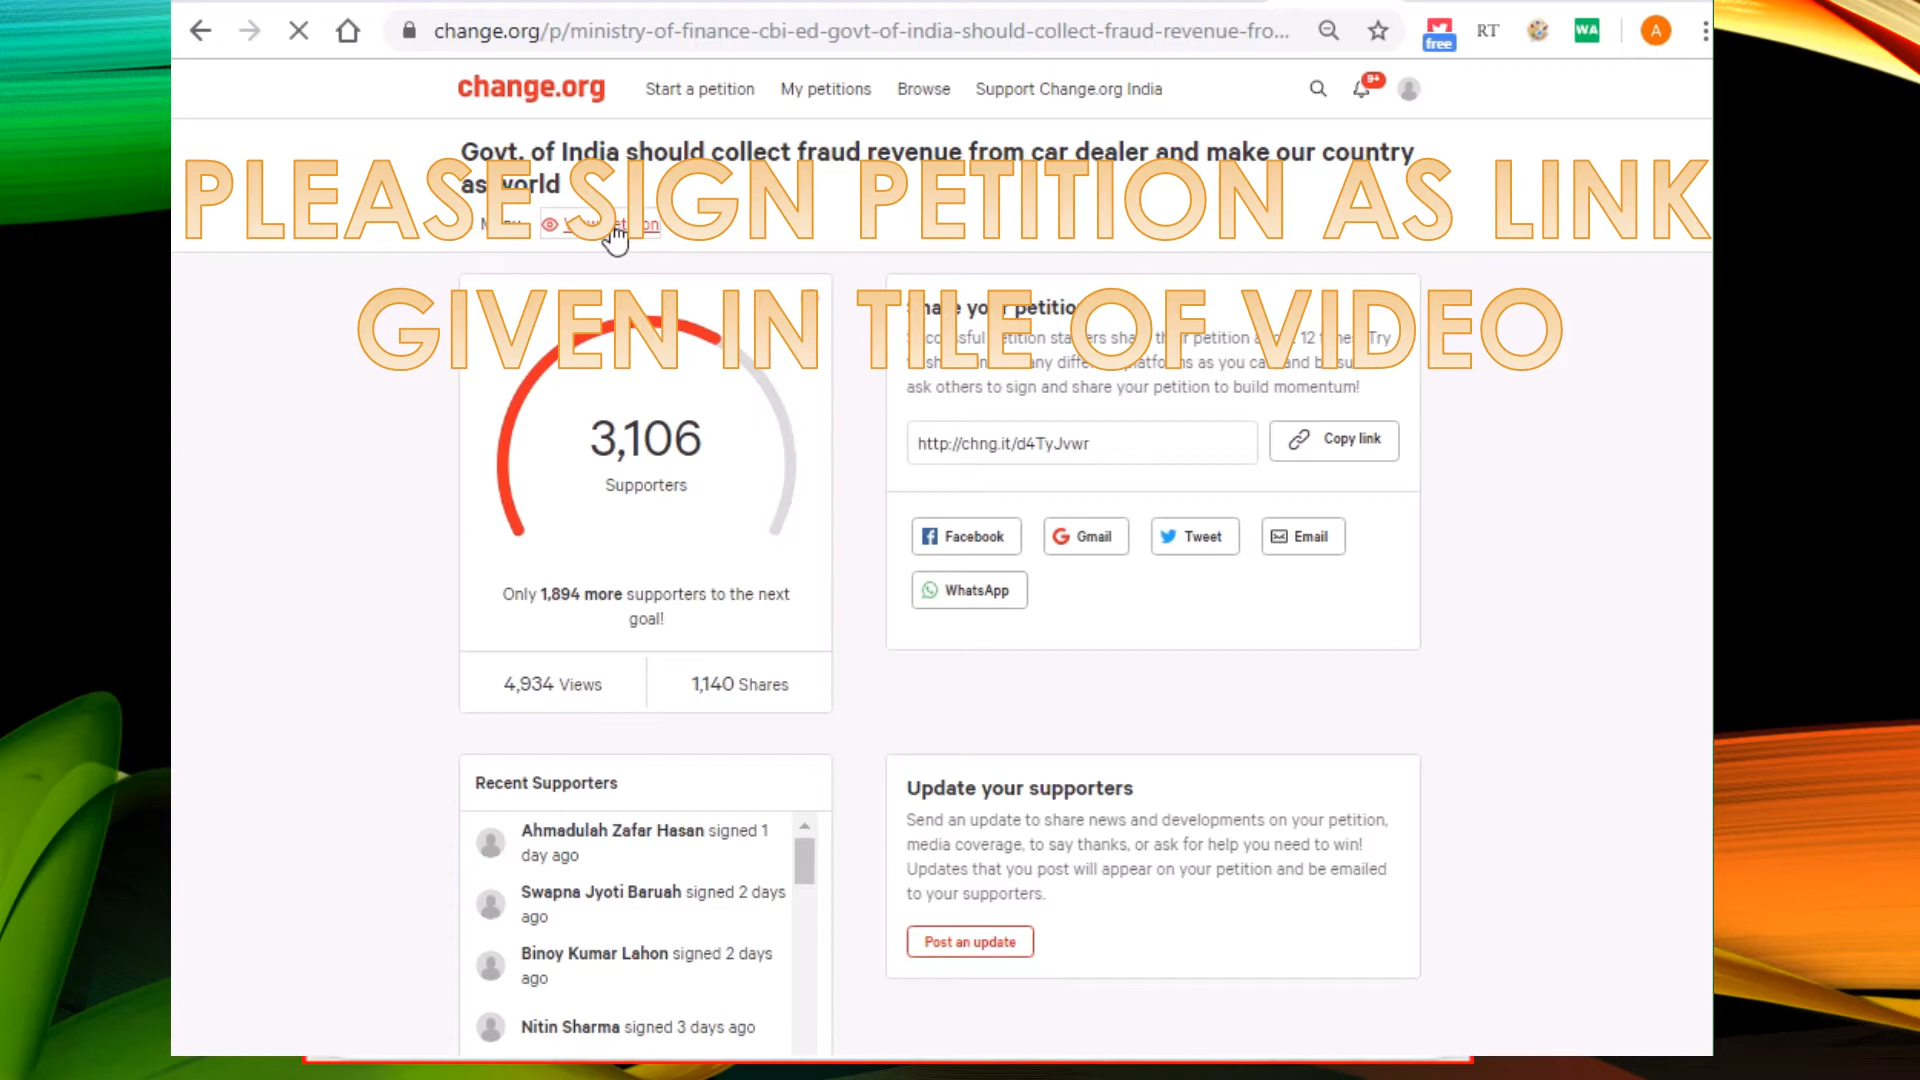 change.org/p/ministry-of-finance-cbi-ed-govt-of-india-should-collect-fraud-revenue-fro...
free
RT
WA
A
change.org
Start a petition
My petitions
Browse
Support Change.org India
9+
Govt. of India should collect fraud revenue from car dealer and make our country
as world
PLEASE SIGN PETITION AS LINK
GIVEN IN TILE OF VIDEO
3,106
Supporters
Only 1,894 more supporters to the next
goal!
4,934 Views
1,140 Shares
Share your petition
ask others to sign and share your petition to build momentum!
http://chng.it/d4TyJvwr
Copy link
Facebook
Gmail
Tweet
Email
WhatsApp
Recent Supporters
Ahmadulah Zafar Hasan signed 1
day ago
Swapna Jyoti Baruah signed 2 days
ago
Binoy Kumar Lahon signed 2 days
ago
Nitin Sharma signed 3 days ago
Update your supporters
Send an update to share news and developments on your petition,
media coverage, to say thanks, or ask for help you need to win!
Updates that you post will appear on your petition and be emailed
to your supporters.
Post an update